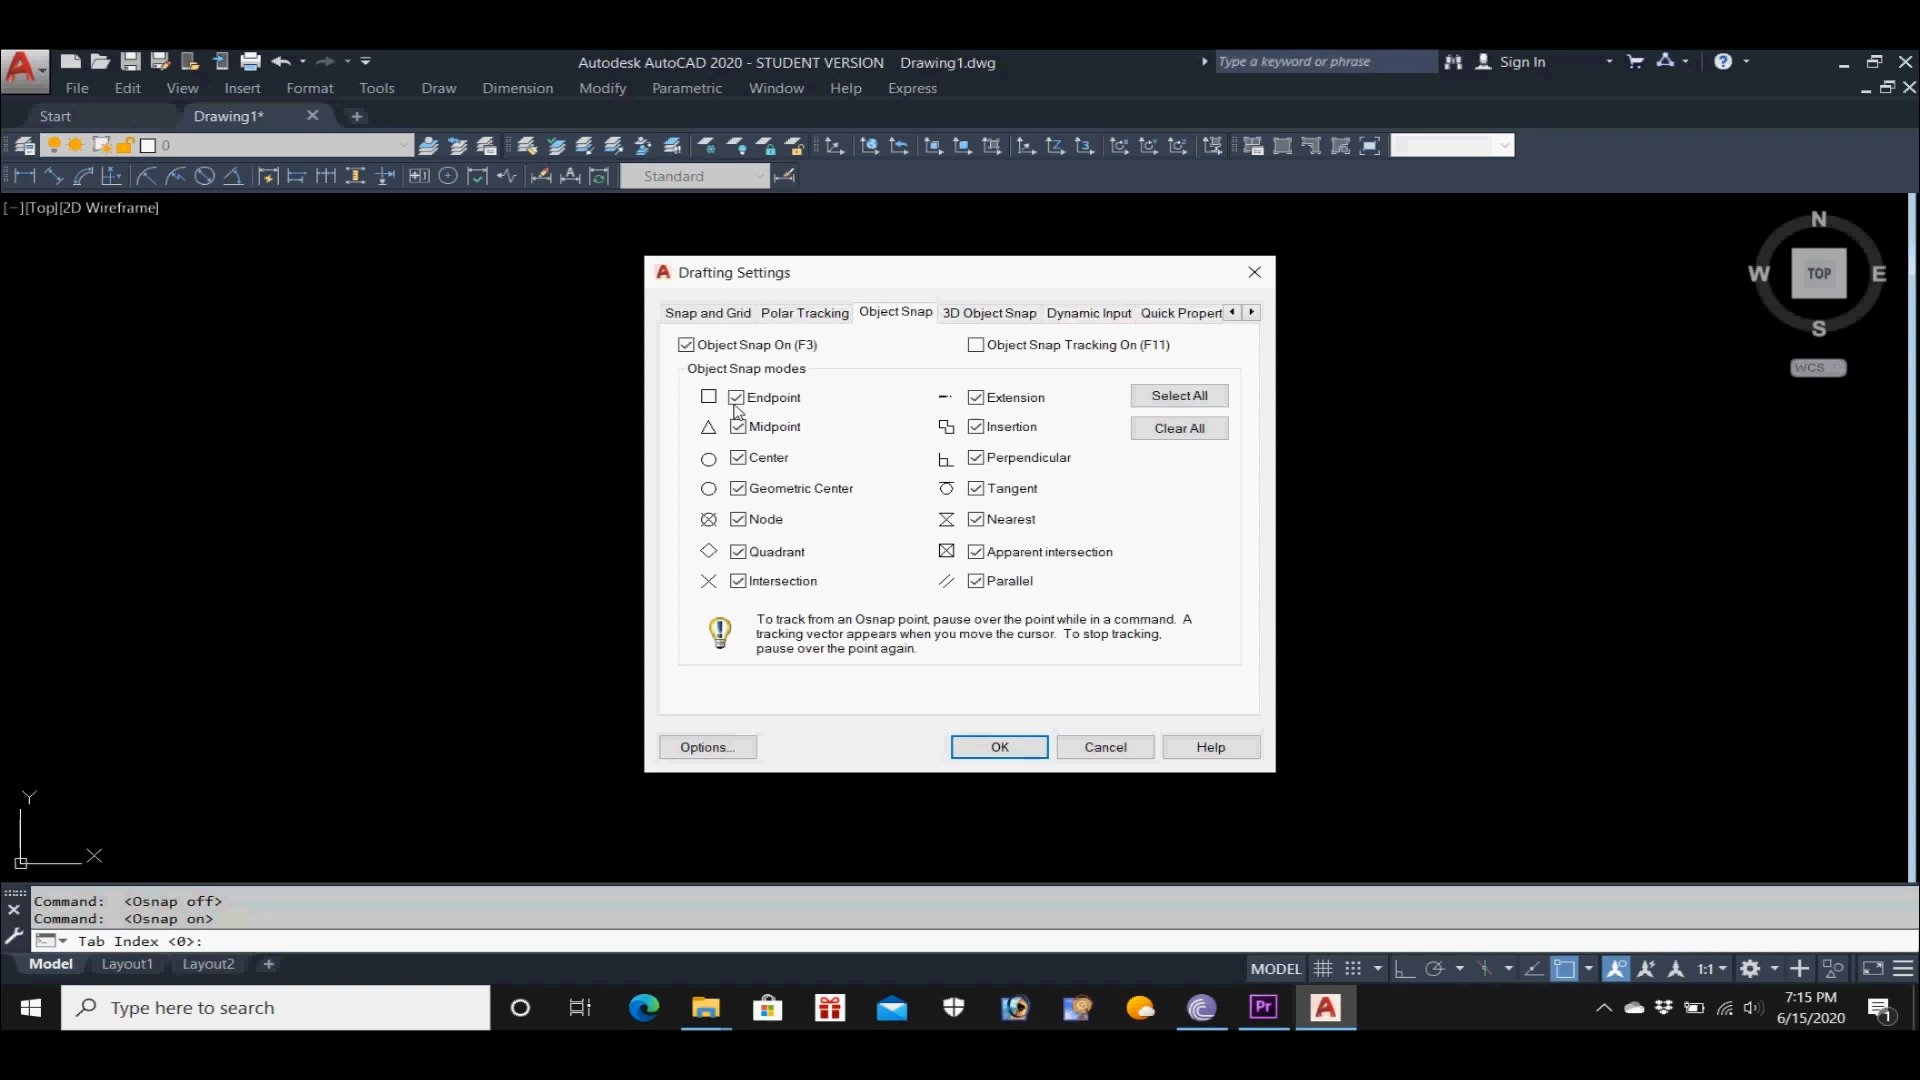 Autodesk AutoCAD 2020 - STUDENT VERSION Drawing1.dwg
Type a keyword or phrase
Sign In
File Edit View Insert Format Tools Draw Dimension Modify Parametric Window Help Express
Start
Drawing1*
0
Standard
[−][Top][2D Wireframe]
N
W
TOP
E
S
WCS
Drafting Settings
Snap and Grid
Polar Tracking
Object Snap
3D Object Snap
Dynamic Input
Quick Propert
Object Snap On (F3)
Object Snap Tracking On (F11)
Object Snap modes
Endpoint
Extension
Select All
Midpoint
Insertion
Clear All
Center
Perpendicular
Geometric Center
Tangent
Node
Nearest
Quadrant
Apparent intersection
Intersection
Parallel
To track from an Osnap point, pause over the point while in a command. A
tracking vector appears when you move the cursor. To stop tracking,
pause over the point again.
Options...
OK
Cancel
Help
Y
X
Command: <Osnap off>
Command: <Osnap on>
Tab Index <0>:
Model
Layout1
Layout2
MODEL
1:1
Type here to search
Pr
7:15 PM
6/15/2020
1